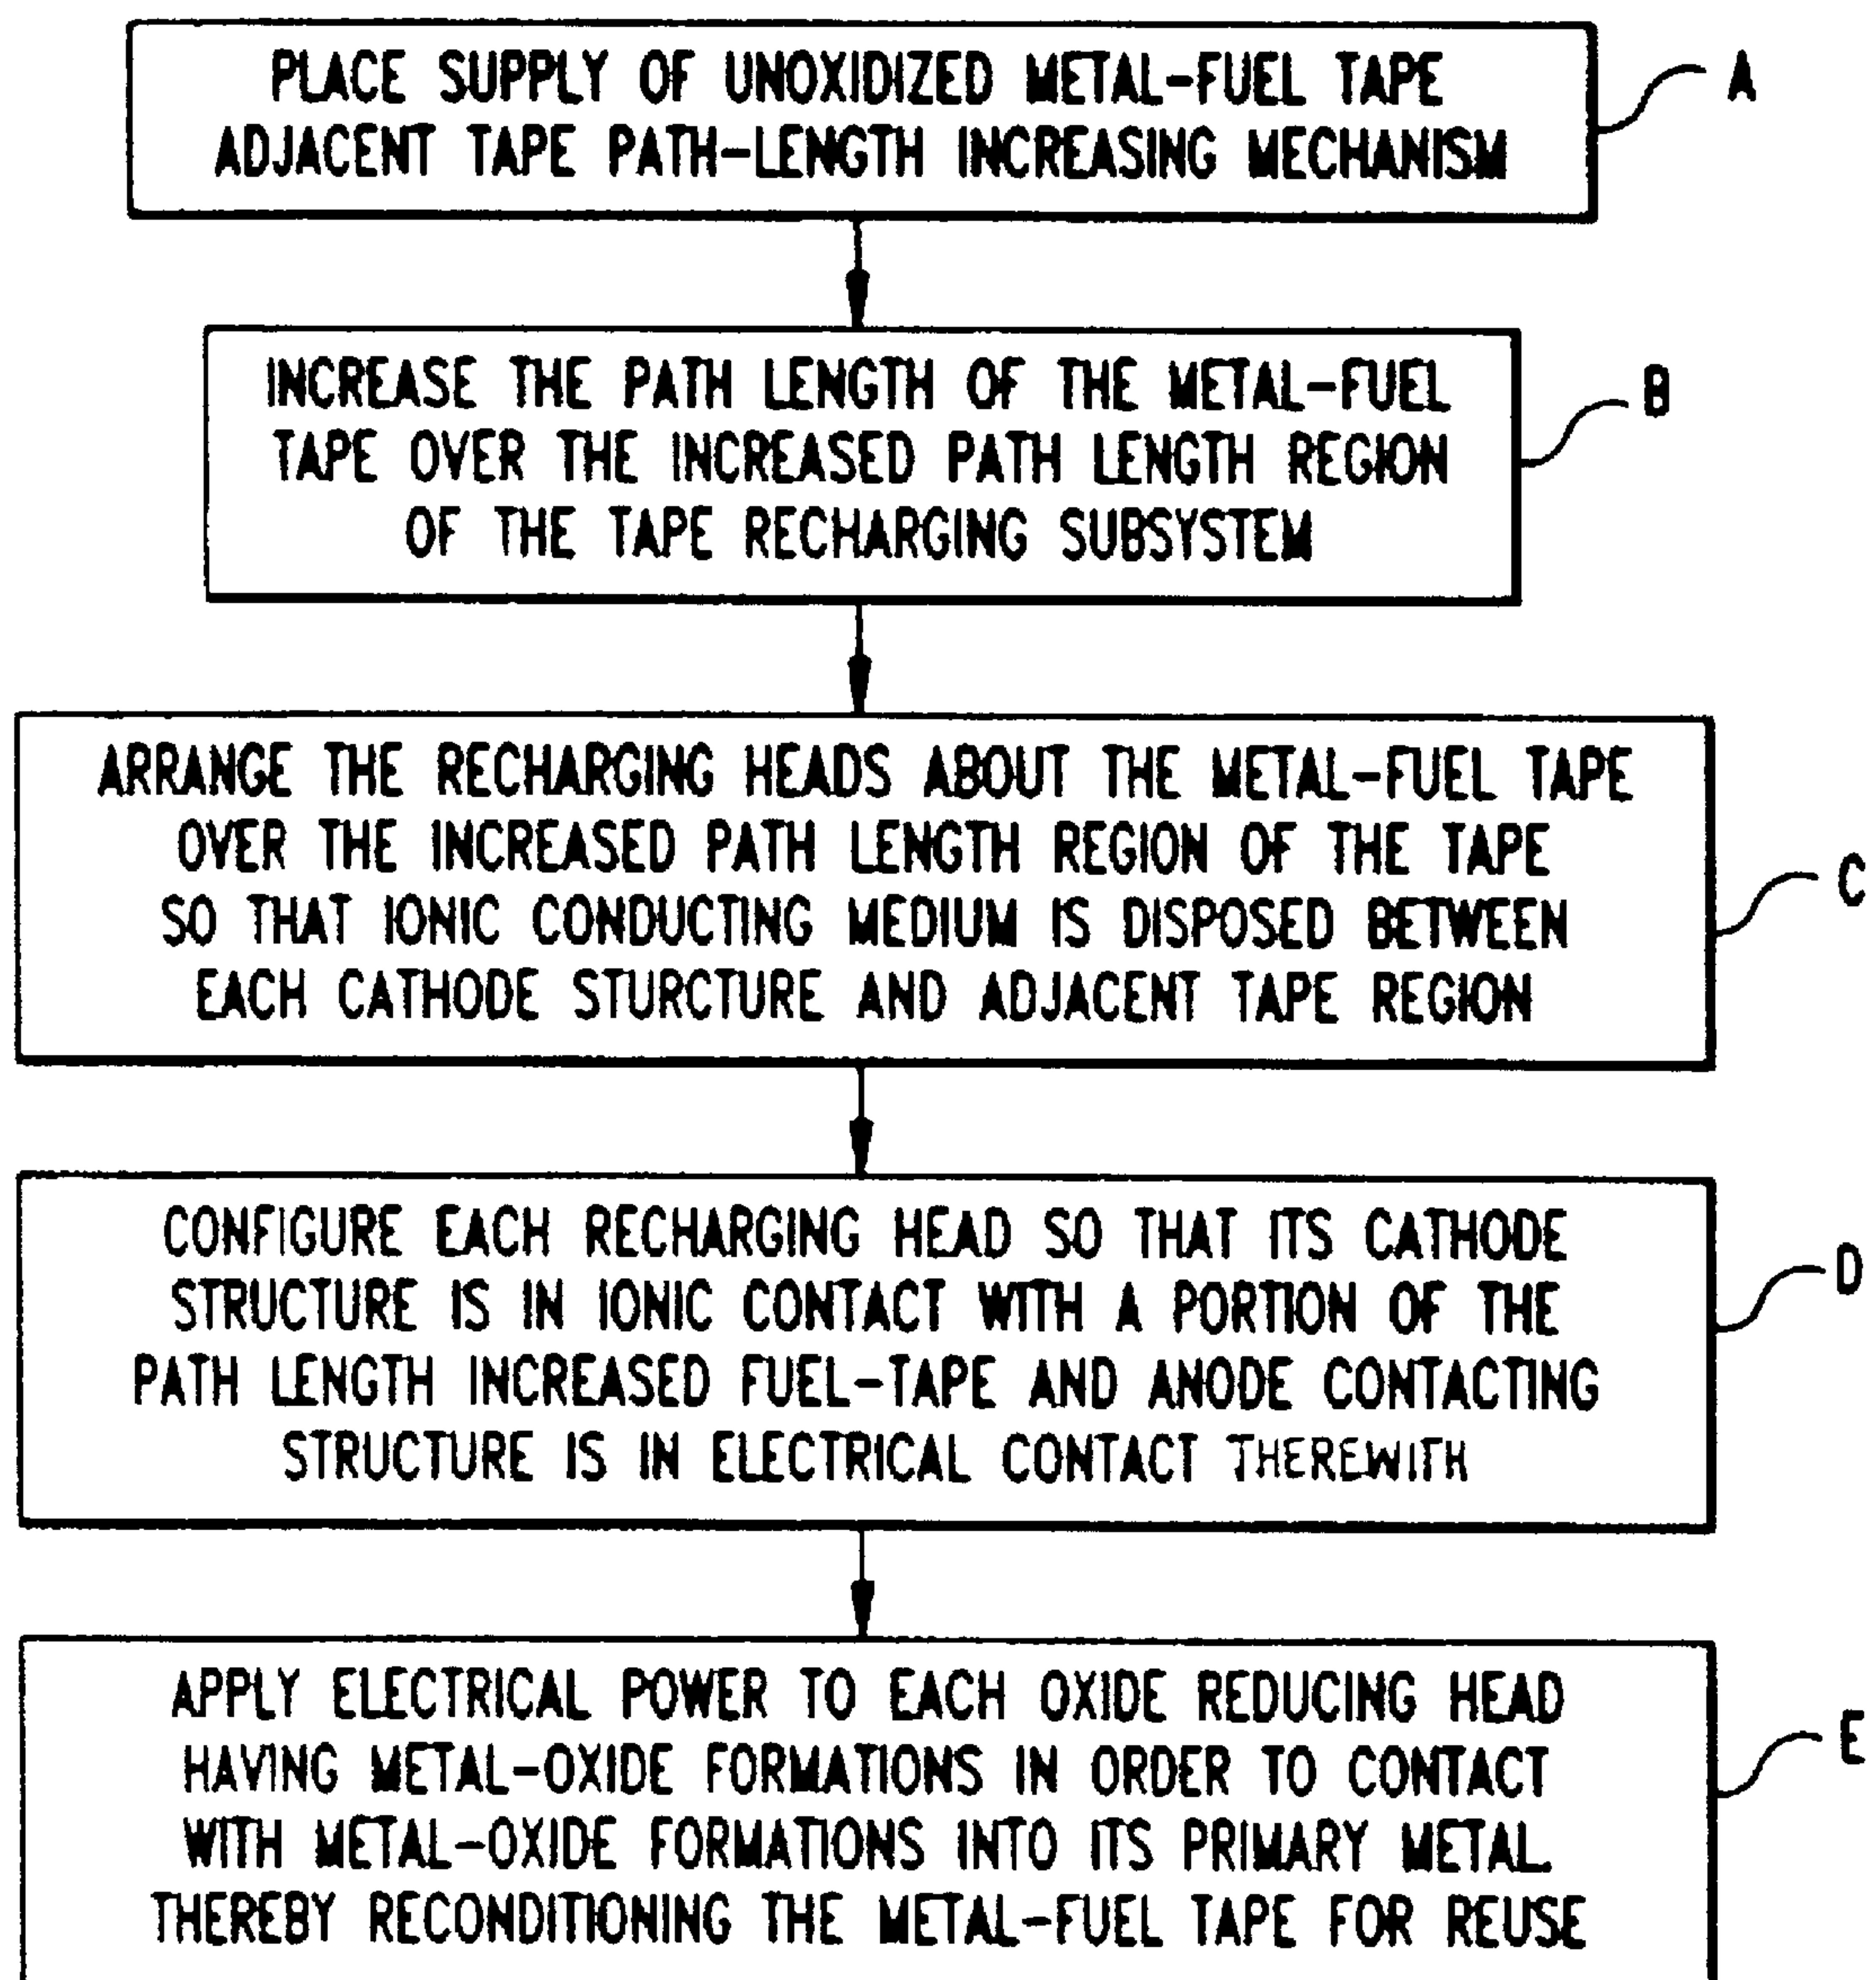 PLACE SUPPLY OF UNOXIDIZED METAL-FUEL TAPE
ADJACENT TAPE PATH-LENGTH INCREASING MECHANISM
A
INCREASE THE PATH LENGTH OF THE METAL-FUEL
TAPE OVER THE INCREASED PATH LENGTH REGION
OF THE TAPE RECHARGING SUBSYSTEM
B
ARRANGE THE RECHARGING HEADS ABOUT THE METAL-FUEL TAPE
OVER THE INCREASED PATH LENGTH REGION OF THE TAPE
SO THAT IONIC CONDUCTING MEDIUM IS DISPOSED BETWEEN
EACH CATHODE STURCTURE AND ADJACENT TAPE REGION
C
CONFIGURE EACH RECHARGING HEAD SO THAT ITS CATHODE
STRUCTURE IS IN IONIC CONTACT WITH A PORTION OF THE
PATH LENGTH INCREASED FUEL-TAPE AND ANODE CONTACTING
STRUCTURE IS IN ELECTRICAL CONTACT THEREWITH
D
APPLY ELECTRICAL POWER TO EACH OXIDE REDUCING HEAD
HAVING METAL-OXIDE FORMATIONS IN ORDER TO CONTACT
WITH METAL-OXIDE FORMATIONS INTO ITS PRIMARY METAL
THEREBY RECONDITIONING THE METAL-FUEL TAPE FOR REUSE
E